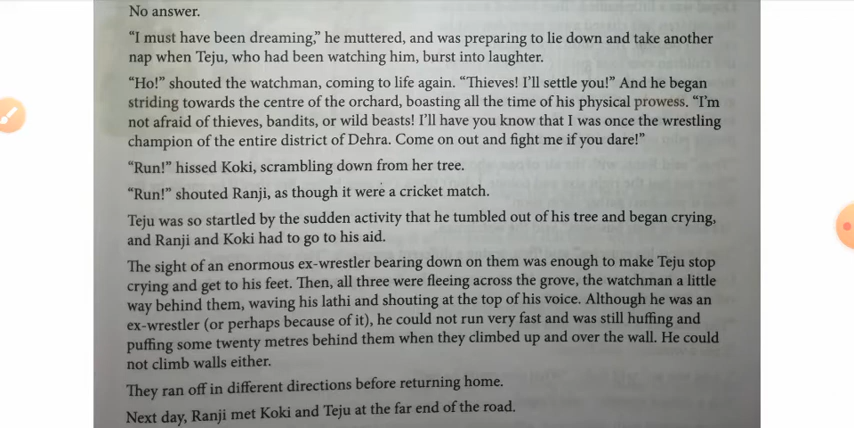 No answer.
“I must have been dreaming,” he muttered, and was preparing to lie down and take another
nap when Teju, who had been watching him, burst into laughter.
“Ho!” shouted the watchman, coming to life again. “Thieves! I’ll settle you!” And he began
striding towards the centre of the orchard, boasting all the time of his physical prowess. “I’m
not afraid of thieves, bandits, or wild beasts! I’ll have you know that I was once the wrestling
champion of the entire district of Dehra. Come on out and fight me if you dare!”
“Run!” hissed Koki, scrambling down from her tree.
“Run!” shouted Ranji, as though it were a cricket match.
Teju was so startled by the sudden activity that he tumbled out of his tree and began crying,
and Ranji and Koki had to go to his aid.
The sight of an enormous ex-wrestler bearing down on them was enough to make Teju stop
crying and get to his feet. Then, all three were fleeing across the grove, the watchman a little
way behind them, waving his lathi and shouting at the top of his voice. Although he was an
ex-wrestler (or perhaps because of it), he could not run very fast and was still huffing and
puffing some twenty metres behind them when they climbed up and over the wall. He could
not climb walls either.
They ran off in different directions before returning home.
Next day, Ranji met Koki and Teju at the far end of the road.